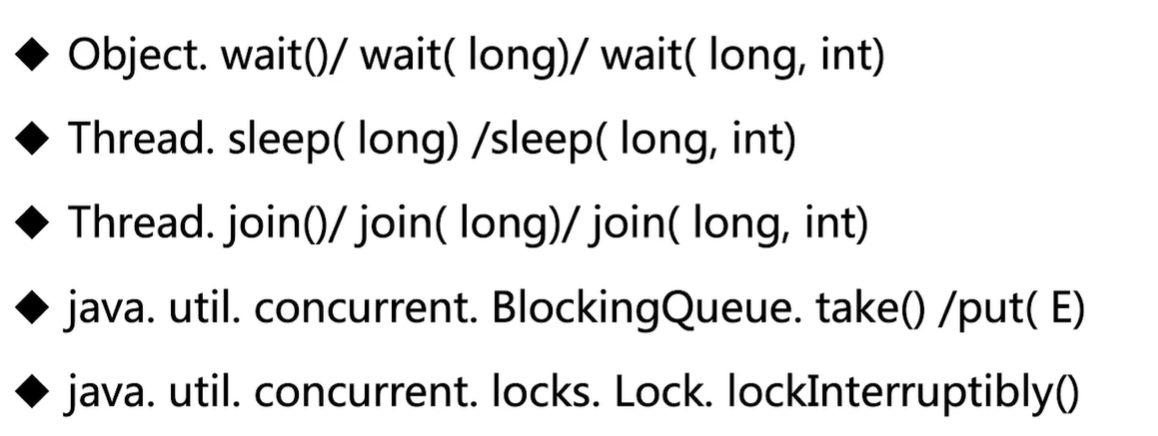 ◆ Object. wait()/ wait( long)/ wait( long, int)
◆ Thread. sleep( long) /sleep( long, int)
◆ Thread. join()/ join( long)/ join( long, int)
◆ java. util. concurrent. BlockingQueue. take() /put( E)
◆ java. util. concurrent. locks. Lock. lockInterruptibly()